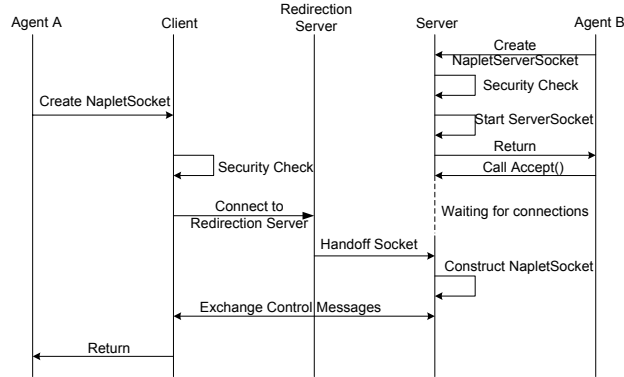 Agent A
Client
Redirection
Server
Server
Agent B
Create
NapletServerSocket
Security Check
Create NapletSocket
Start ServerSocket
Return
Security Check
Call Accept()
Connect to
Redirection Server
Waiting for connections
Handoff Socket
Construct NapletSocket
Exchange Control Messages
Return